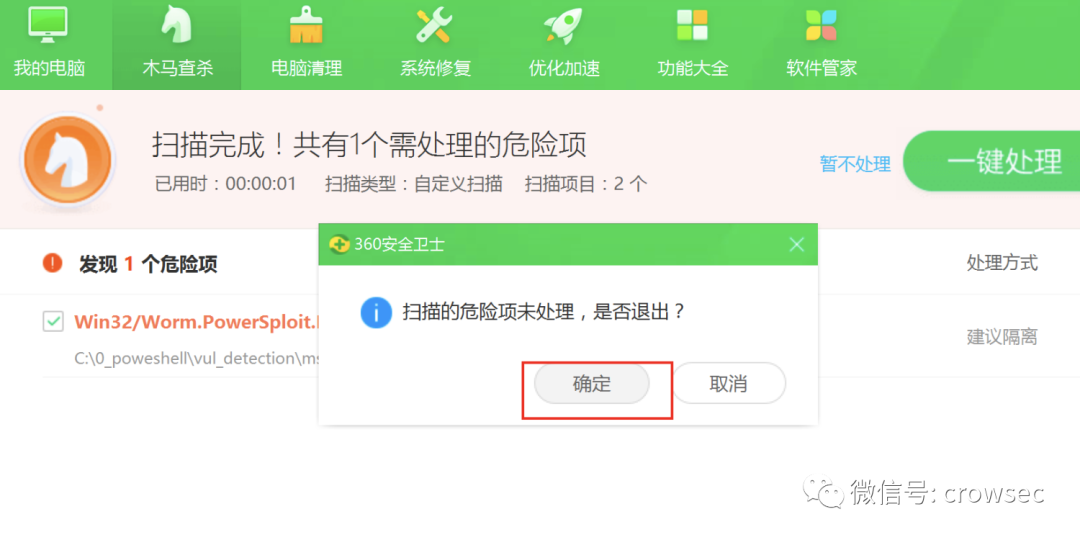 我的电脑 木马查杀 电脑清理 系统修复 优化加速 功能大全 软件管家
扫描完成！共有1个需处理的危险项
已用时：00:00:01 扫描类型：自定义扫描 扫描项目：2 个
暂不处理 一键处理
360安全卫士
发现 1 个危险项
处理方式
扫描的危险项未处理，是否退出？
Win32/Worm.PowerSploit.
建议隔离
C:\0_poweshell\vul_detection\ms
确定 取消
微信号: crowsec